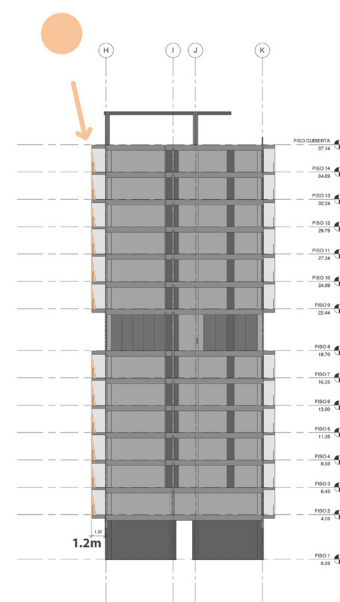 H I J K
PISO CUBIERTA
37.14
PISO 14
34.69
PISO 13
32.24
PISO 12
29.79
PISO 11
27.34
PISO 10
24.89
PISO 9
22.44
PISO 8
18.70
PISO 7
16.25
PISO 6
13.80
PISO 5
11.35
PISO 4
8.90
PISO 3
6.45
PISO 2
1.20
1.2m
PISO 1
0.00